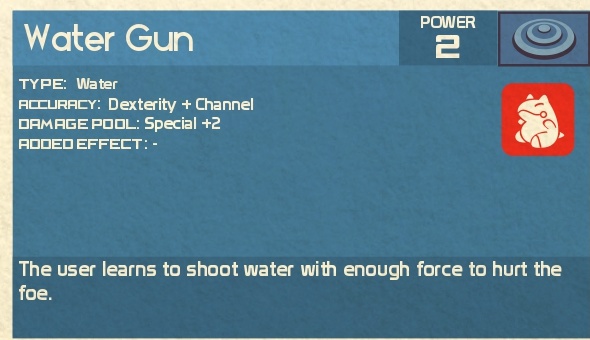 Water Gun
POWER
2
TYPE: Water
ACCURACY: Dexterity + Channel
DAMAGE POOL: Special +2
ADDED EFFECT: -
The user learns to shoot water with enough force to hurt the
foe.